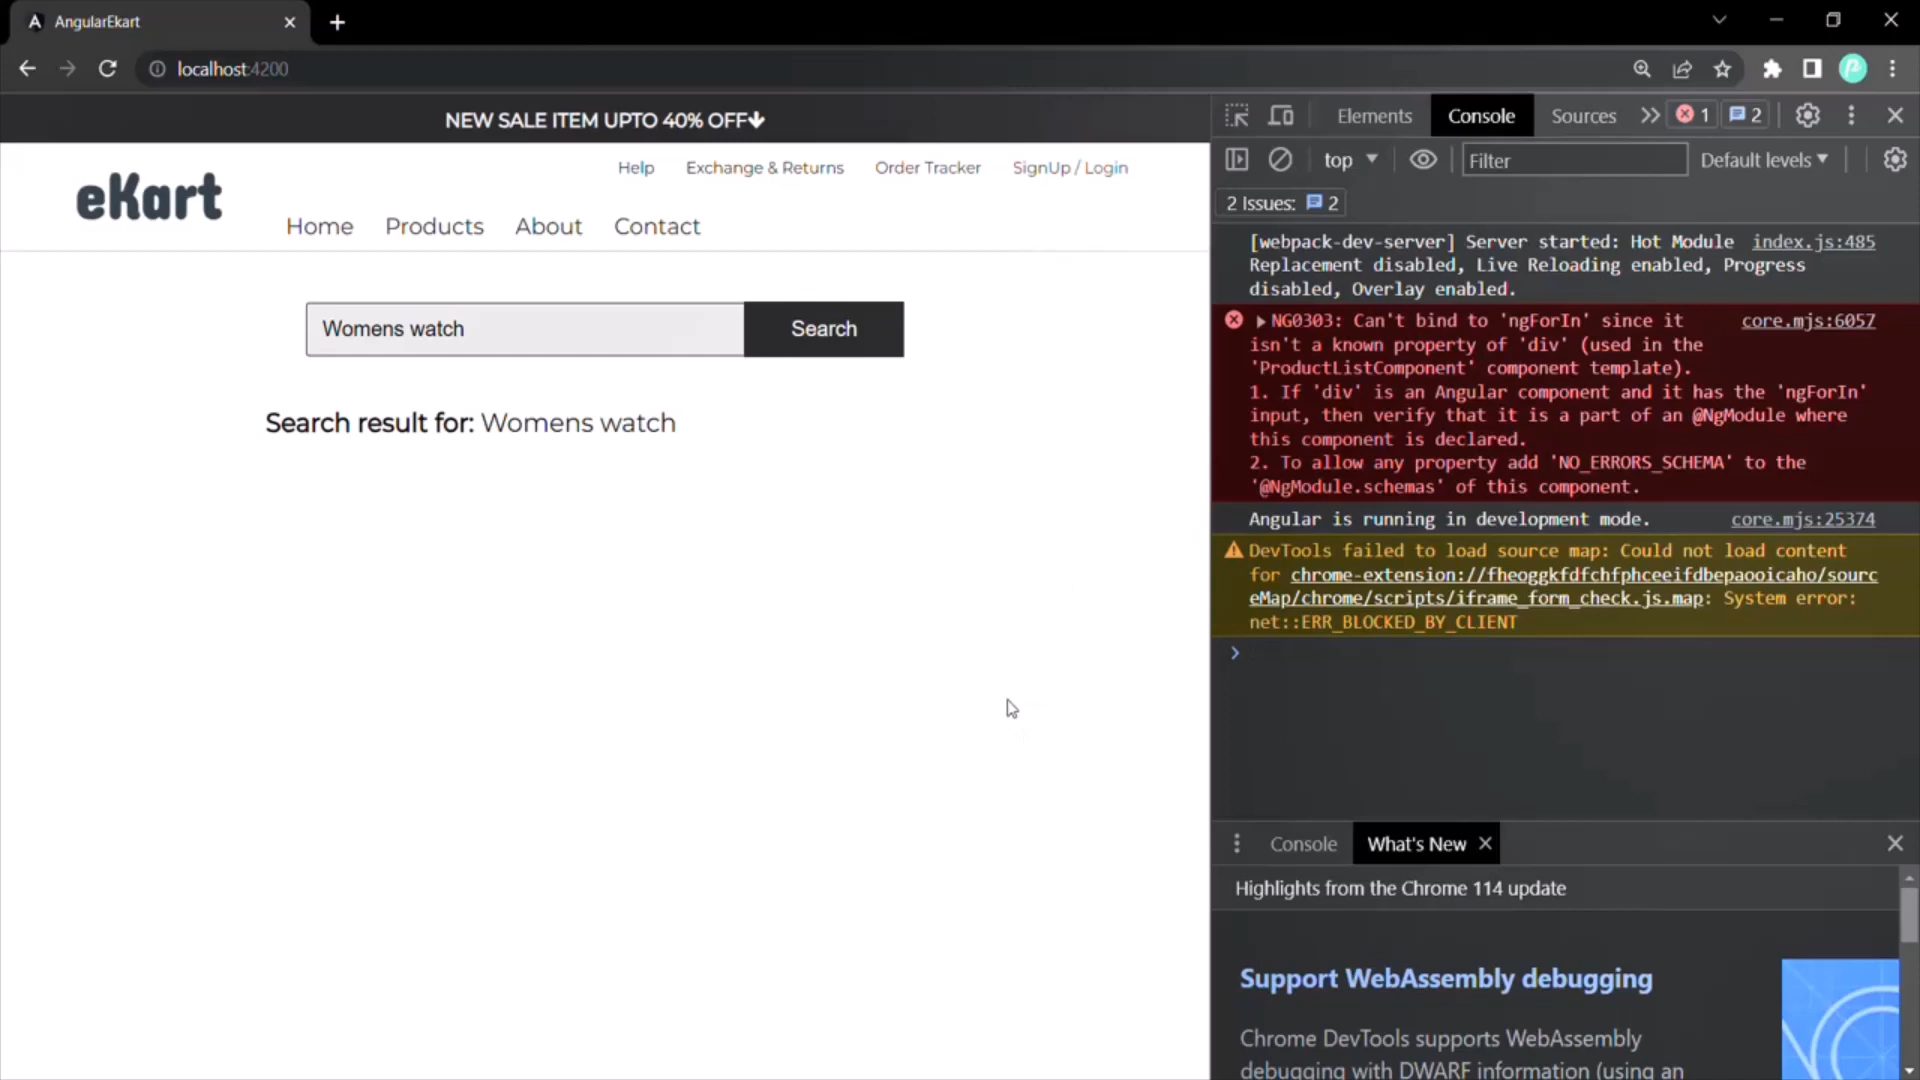 AngularEkart
localhost:4200
NEW SALE ITEM UPTO 40% OFF
Help Exchange & Returns Order Tracker SignUp / Login
eKart
Home Products About Contact
Womens watch Search
Search result for: Womens watch
Elements Console Sources 1 2
top Filter Default levels
2 Issues: 2
[webpack-dev-server] Server started: Hot Module index.js:485
Replacement disabled, Live Reloading enabled, Progress
disabled, Overlay enabled.
NG0303: Can't bind to 'ngForIn' since it core.mjs:6057
isn't a known property of 'div' (used in the
'ProductListComponent' component template).
1. If 'div' is an Angular component and it has the 'ngForIn'
input, then verify that it is a part of an @NgModule where
this component is declared.
2. To allow any property add 'NO_ERRORS_SCHEMA' to the
'@NgModule.schemas' of this component.
Angular is running in development mode. core.mjs:25374
DevTools failed to load source map: Could not load content
for chrome-extension://fheoggkfdfchfphceeifdbepaooicaho/sourc
eMap/chrome/scripts/iframe_form_check.js.map: System error:
net::ERR_BLOCKED_BY_CLIENT
Console What's New
Highlights from the Chrome 114 update
Support WebAssembly debugging
Chrome DevTools supports WebAssembly
debugging with DWARF information (using an